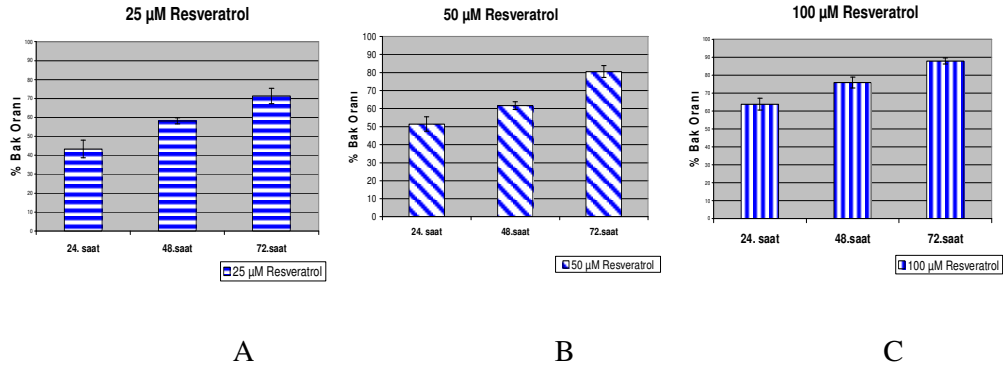 25 µM Resveratrol
% Bak Oranı
100
90
80
70
60
50
40
30
20
10
0
24. saat 48.saat 72.saat
25 µM Resveratrol
A
50 µM Resveratrol
% Bak Oranı
100
90
80
70
60
50
40
30
20
10
0
24. saat 48.saat 72.saat
50 µM Resveratrol
B
100 µM Resveratrol
% Bak Oranı
100
90
80
70
60
50
40
30
20
10
0
24. saat 48.saat 72.saat
100 µM Resveratrol
C